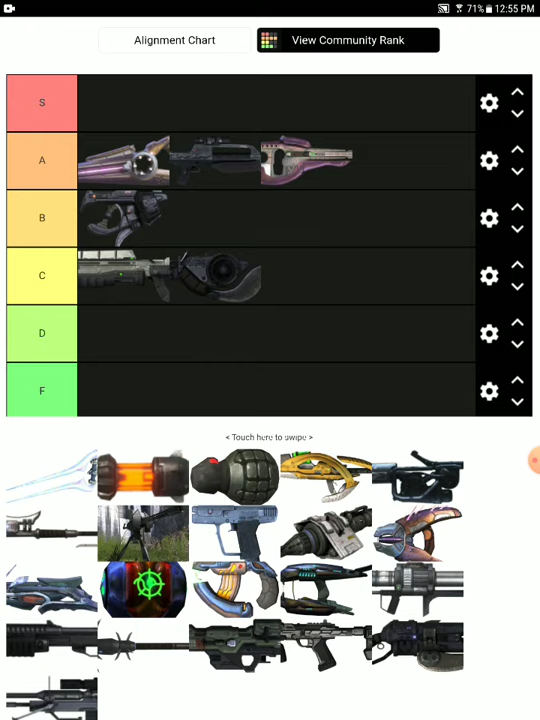 71% 12:55 PM
Alignment Chart
View Community Rank
S
A
B
C
D
F
< Touch here to swipe >